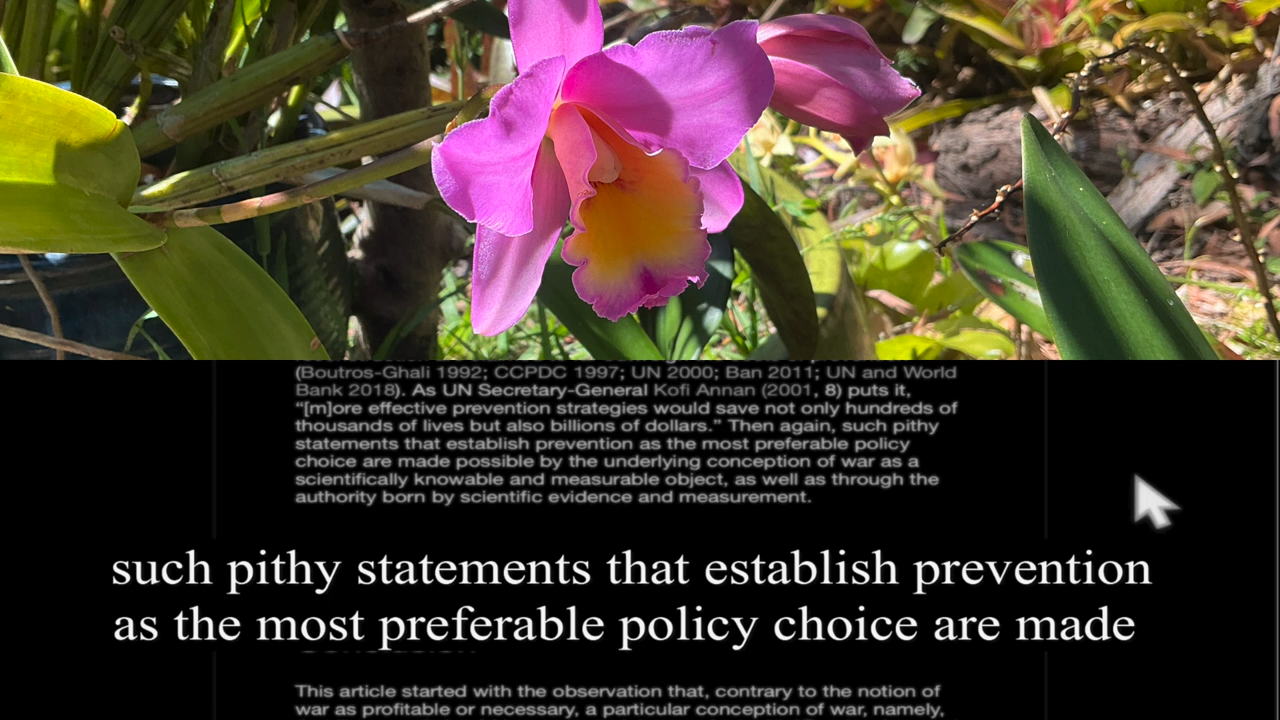 (Boutros-Ghali 1992; CCPDC 1997; UN 2000; Ban 2011; UN and World
Bank 2018). As UN Secretary-General Kofi Annan (2001, 8) puts it,
“[m]ore effective prevention strategies would save not only hundreds of
thousands of lives but also billions of dollars.” Then again, such pithy
statements that establish prevention as the most preferable policy
choice are made possible by the underlying conception of war as a
scientifically knowable and measurable object, as well as through the
authority born by scientific evidence and measurement.
such pithy statements that establish prevention
as the most preferable policy choice are made
This article started with the observation that, contrary to the notion of
war as profitable or necessary, a particular conception of war, namely,